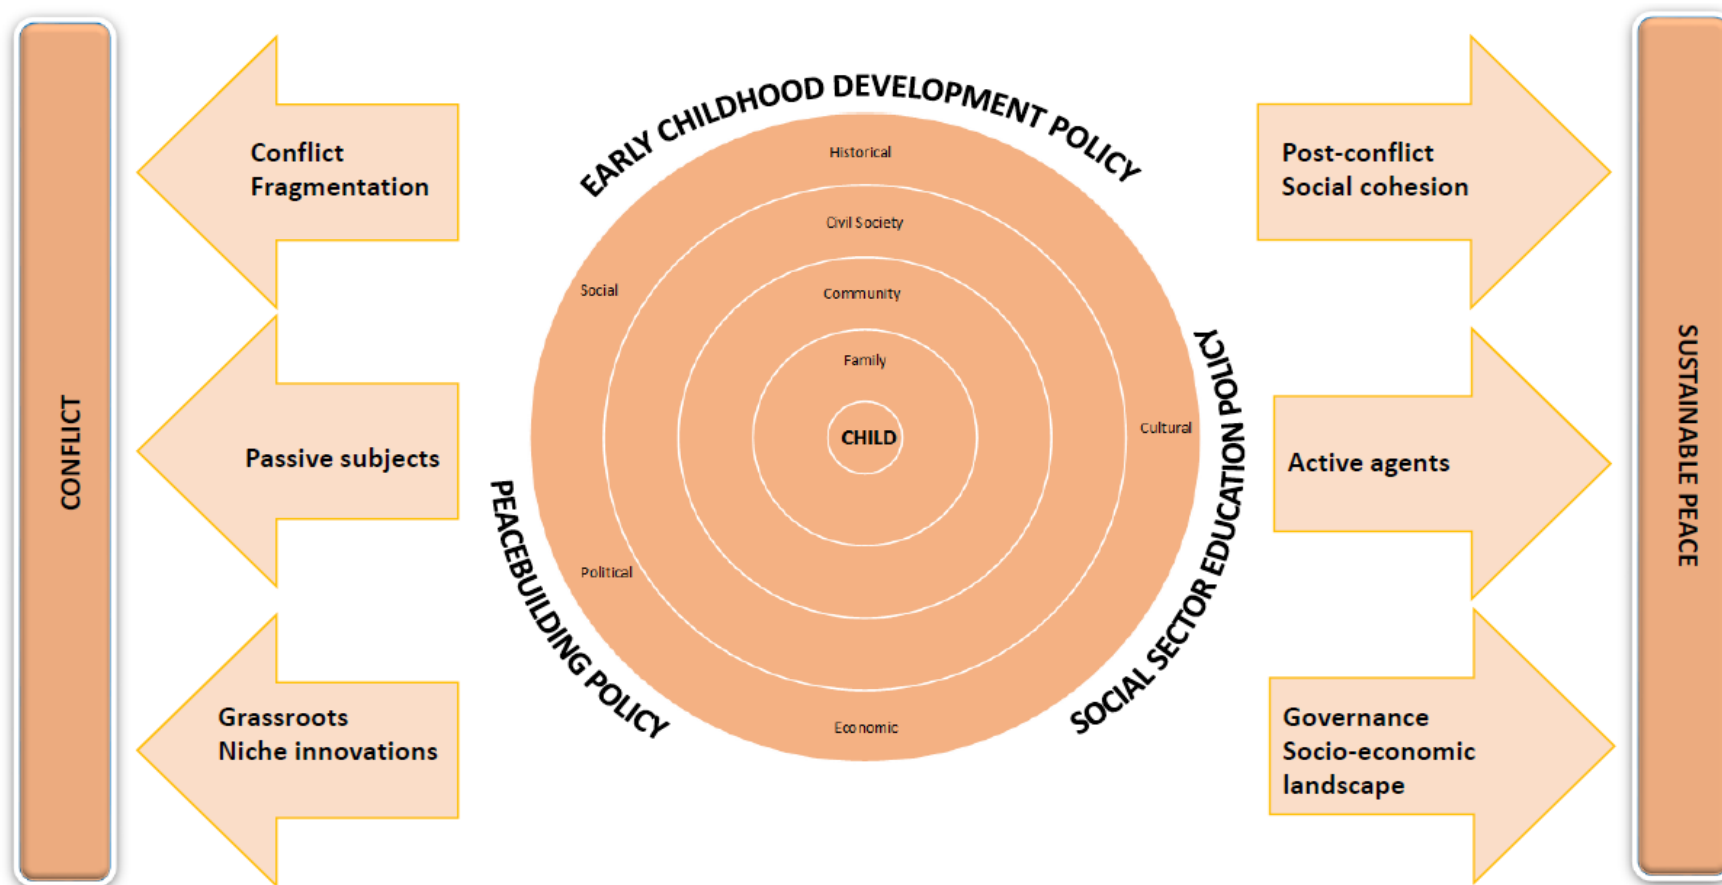 CONFLICT
Conflict
Fragmentation
Passive subjects
Grassroots
Niche innovations
EARLY CHILDHOOD DEVELOPMENT POLICY
PEACEBUILDING POLICY
SOCIAL SECTOR EDUCATION POLICY
Historical
Civil Society
Social
Community
Family
CHILD
Cultural
Political
Economic
Post-conflict
Social cohesion
Active agents
Governance
Socio-economic
landscape
SUSTAINABLE PEACE